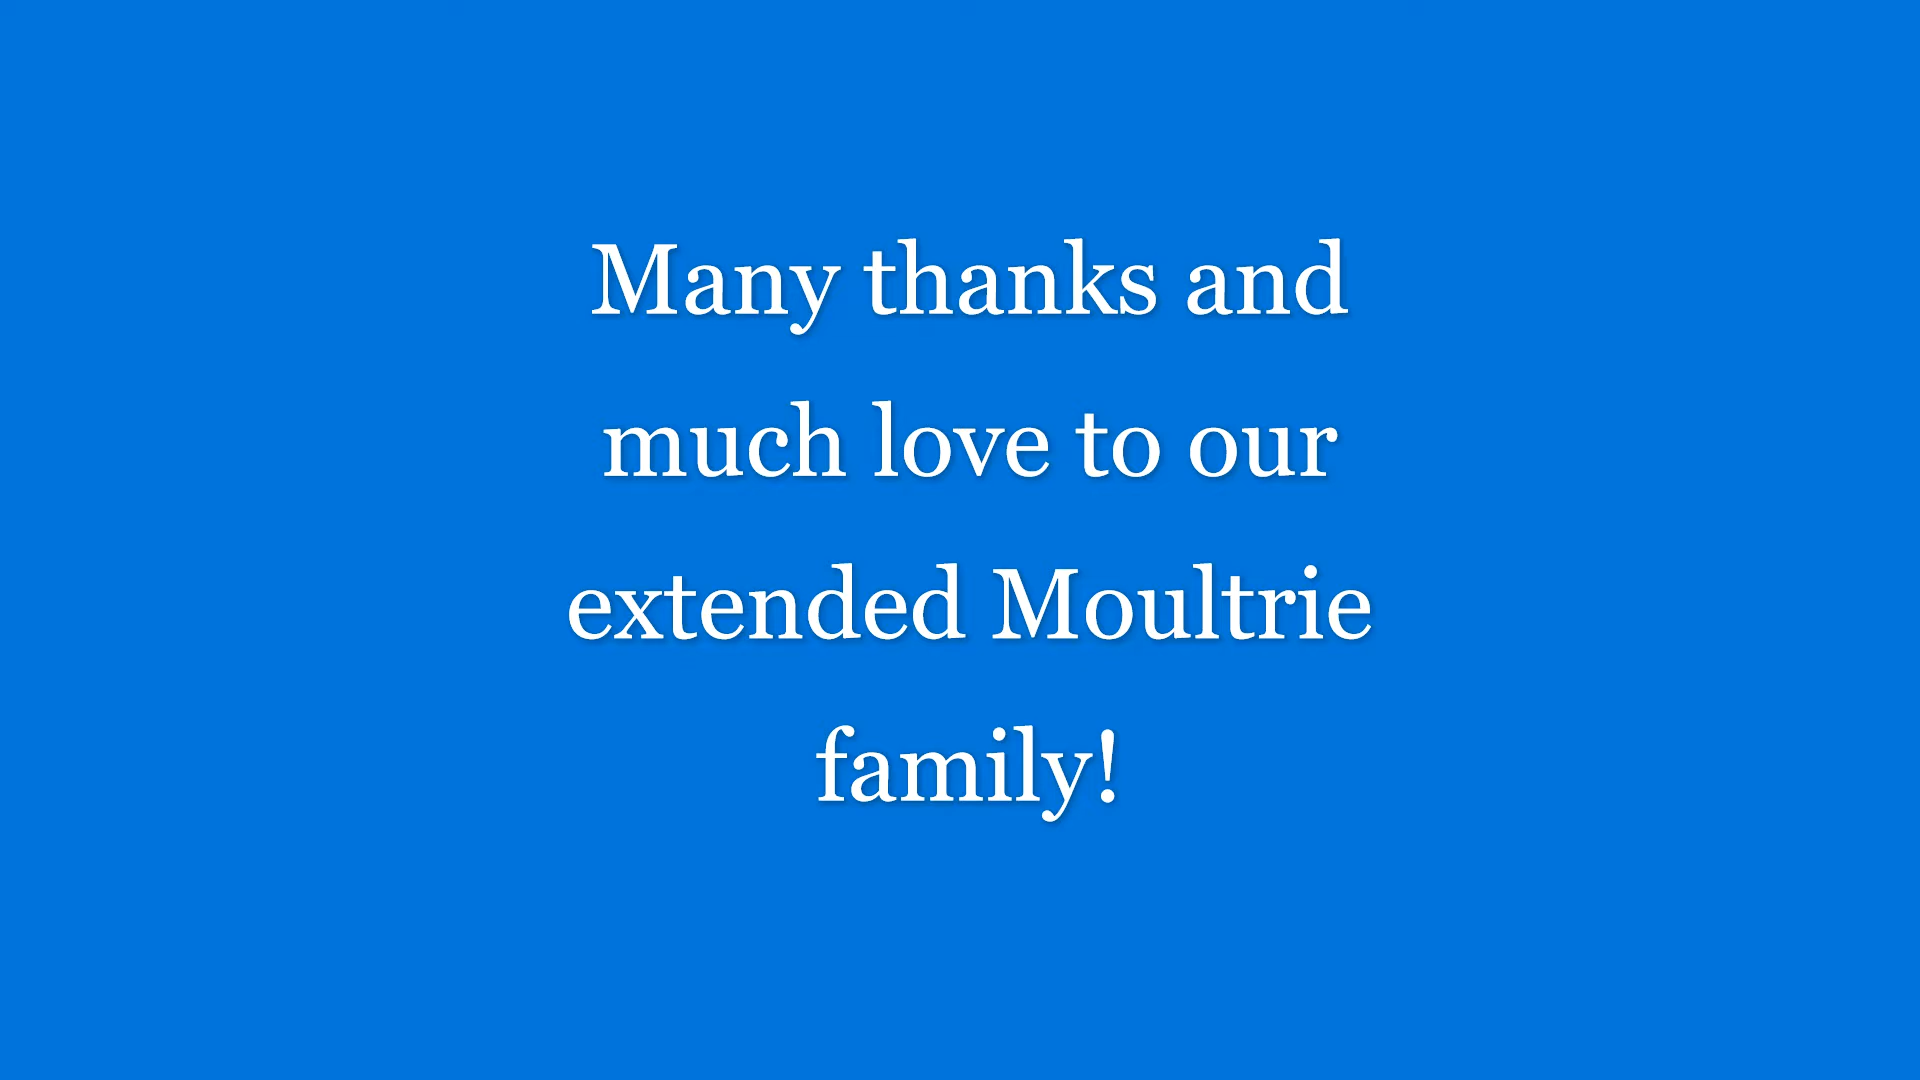 Many thanks and
much love to our
extended Moultrie
family!